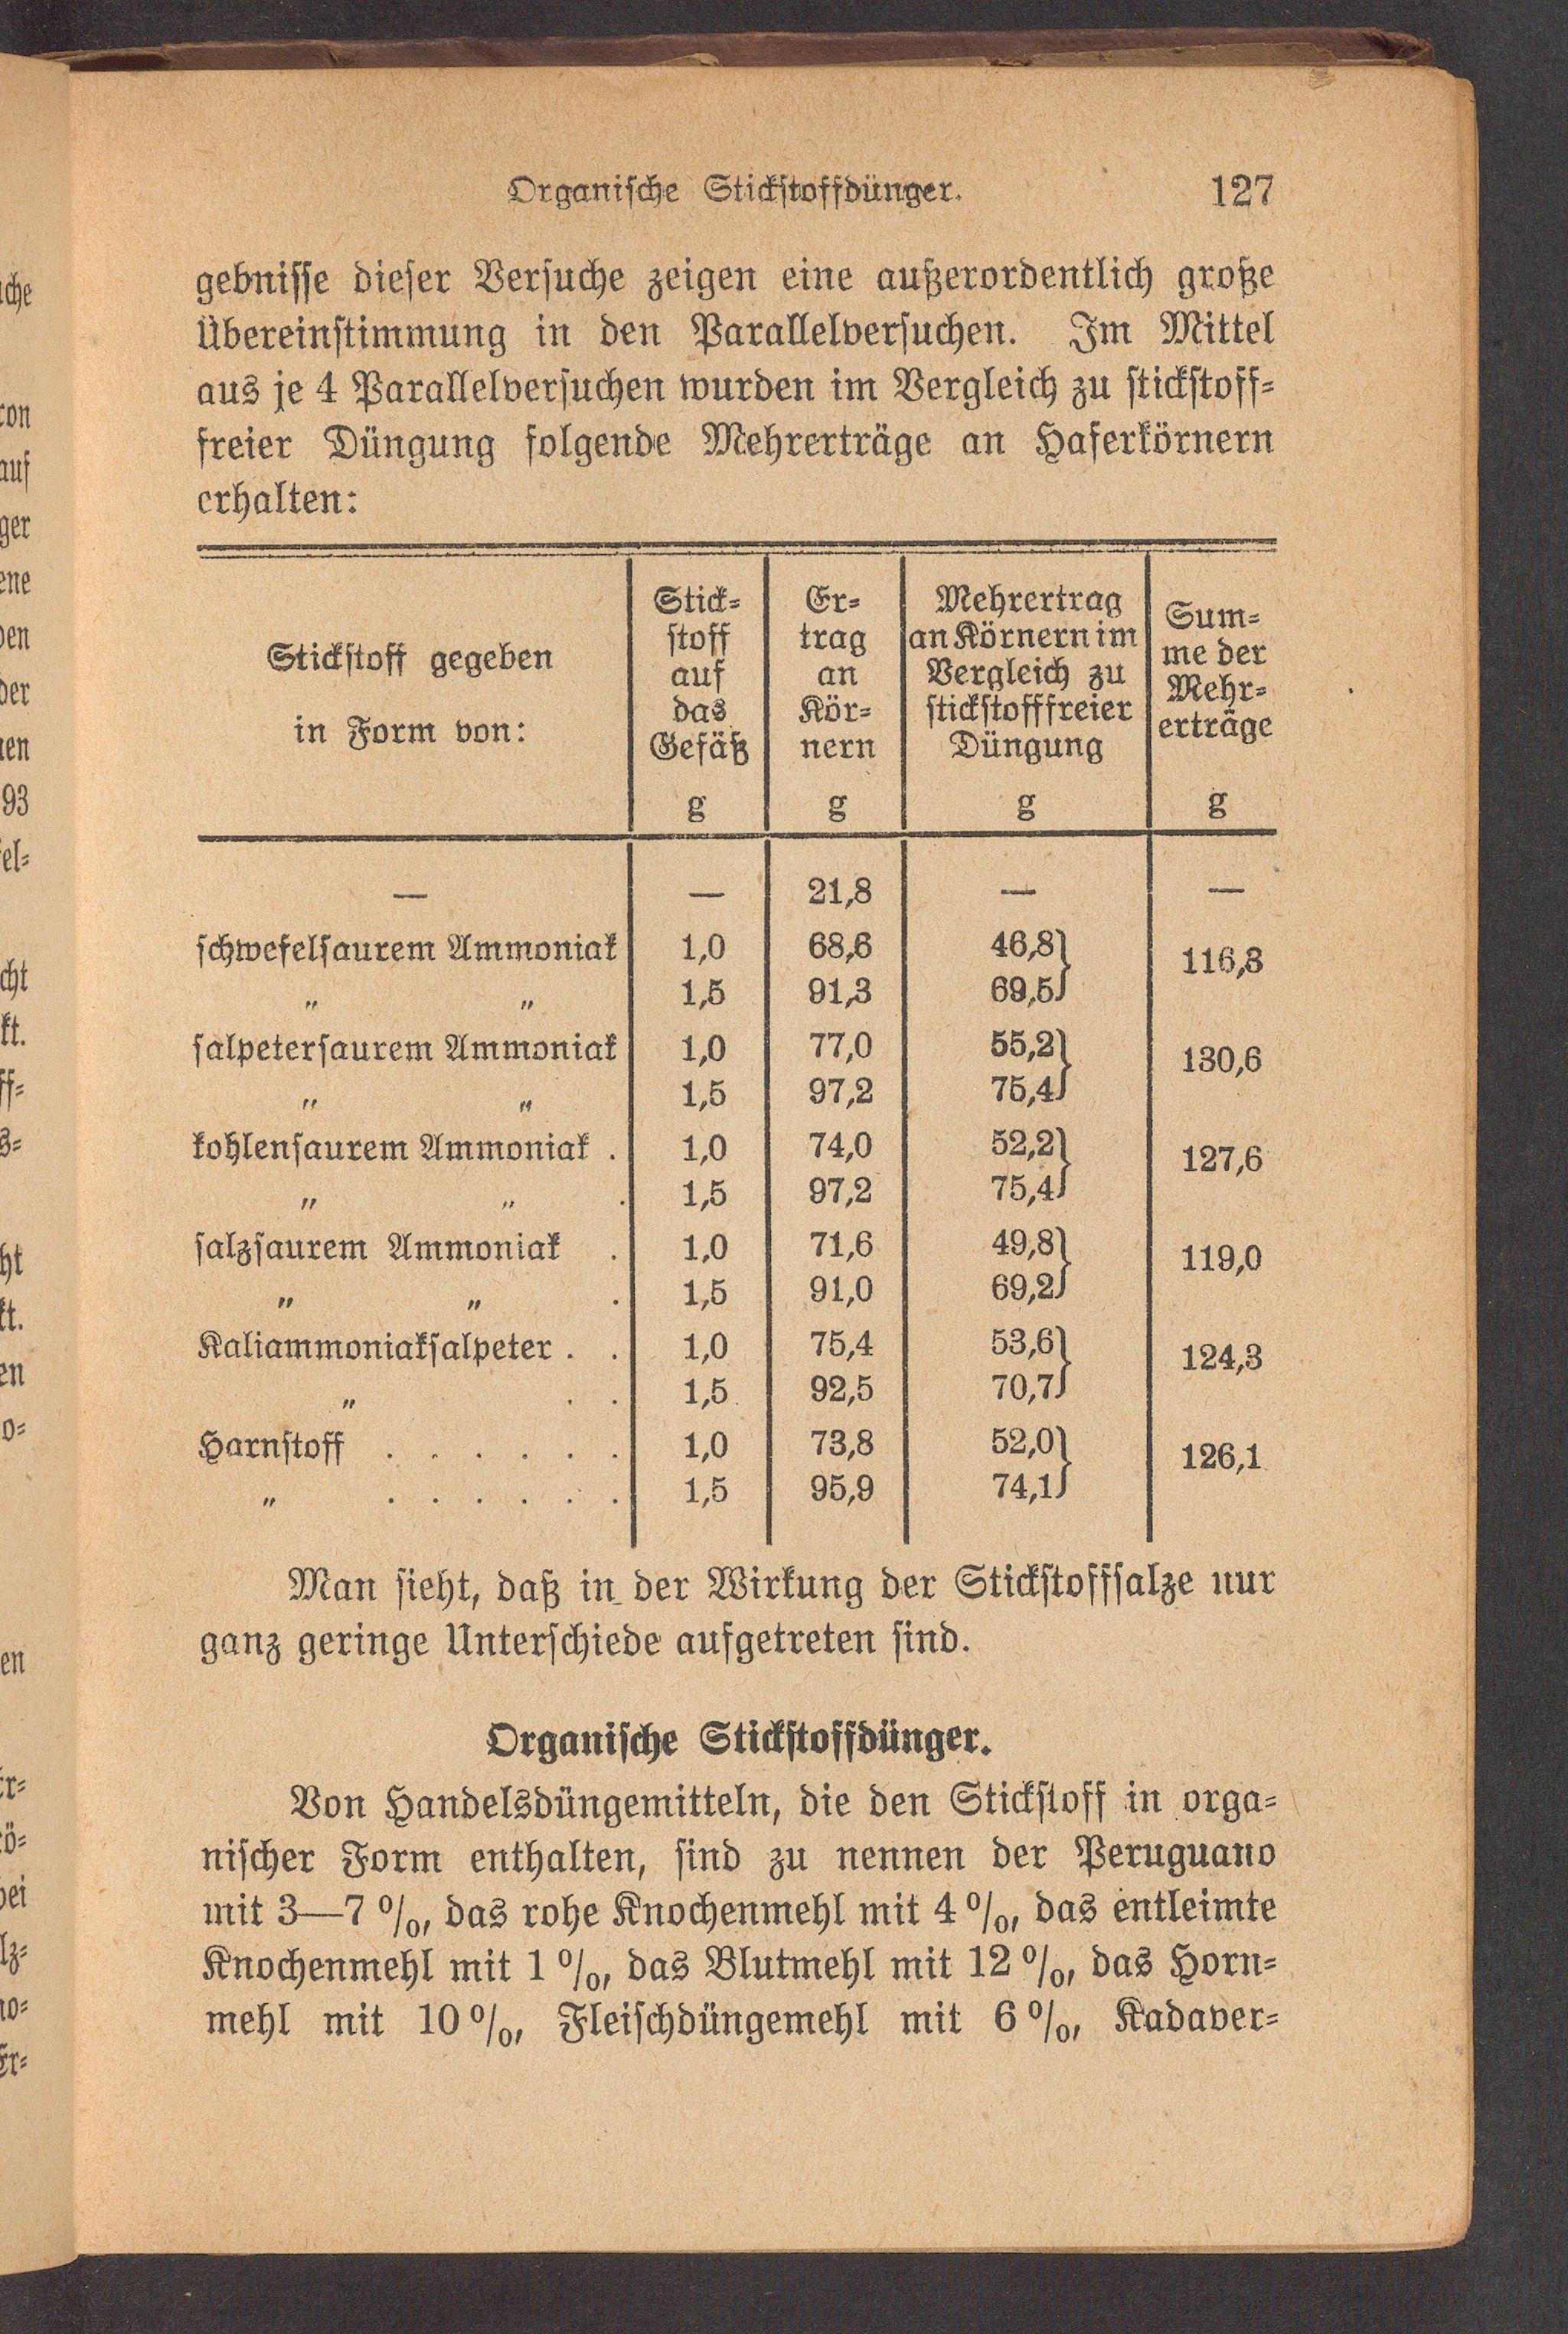 Organische Stickstoffdünger. 127
gebnisse dieser Versuche zeigen eine außerordentlich große
Übereinstimmung in den Parallelversuchen. Im Mittel
aus je 4 Parallelversuchen wurden im Vergleich zu stickstoff-
freier Düngung folgende Mehrerträge an Haferkörnern
erhalten:
Stickstoff gegeben
in Form von:
Stick-
stoff
auf
das
Gefäß
g
Er-
trag
an
Kör-
nern
g
Mehrertrag
an Körnern im
Vergleich zu
stickstofffreier
Düngung
g
Sum-
me der
Mehr-
erträge
g
— — 21,8 — —
schwefelsaurem Ammoniak 1,0 68,6 46,8
116,3
„ „ 1,5 91,3 69,5
salpetersaurem Ammoniak 1,0 77,0 55,2
130,6
„ „ 1,5 97,2 75,4
kohlensaurem Ammoniak . 1,0 74,0 52,2
127,6
„ „ . 1,5 97,2 75,4
salzsaurem Ammoniak . 1,0 71,6 49,8
119,0
„ „ . 1,5 91,0 69,2
Kaliammoniaksalpeter . . 1,0 75,4 53,6
124,3
„ . . 1,5 92,5 70,7
Harnstoff . . . . . . 1,0 73,8 52,0
126,1
„ . . . . . . 1,5 95,9 74,1
Man sieht, daß in der Wirkung der Stickstoffsalze nur
ganz geringe Unterschiede aufgetreten sind.
Organische Stickstoffdünger.
Von Handelsdüngemitteln, die den Stickstoff in orga-
nischer Form enthalten, sind zu nennen der Peruguano
mit 3—7 %, das rohe Knochenmehl mit 4 %, das entleimte
Knochenmehl mit 1 %, das Blutmehl mit 12 %, das Horn-
mehl mit 10 %, Fleischdüngemehl mit 6 %, Kadaver-